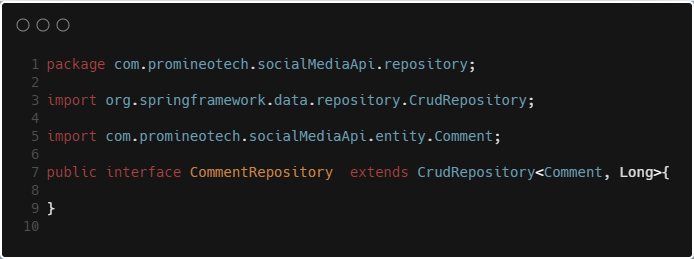 1 package com.promineotech.socialMediaApi.repository;
2
3 import org.springframework.data.repository.CrudRepository;
4
5 import com.promineotech.socialMediaApi.entity.Comment;
6
7 public interface CommentRepository  extends CrudRepository<Comment, Long>{
8
9 }
10